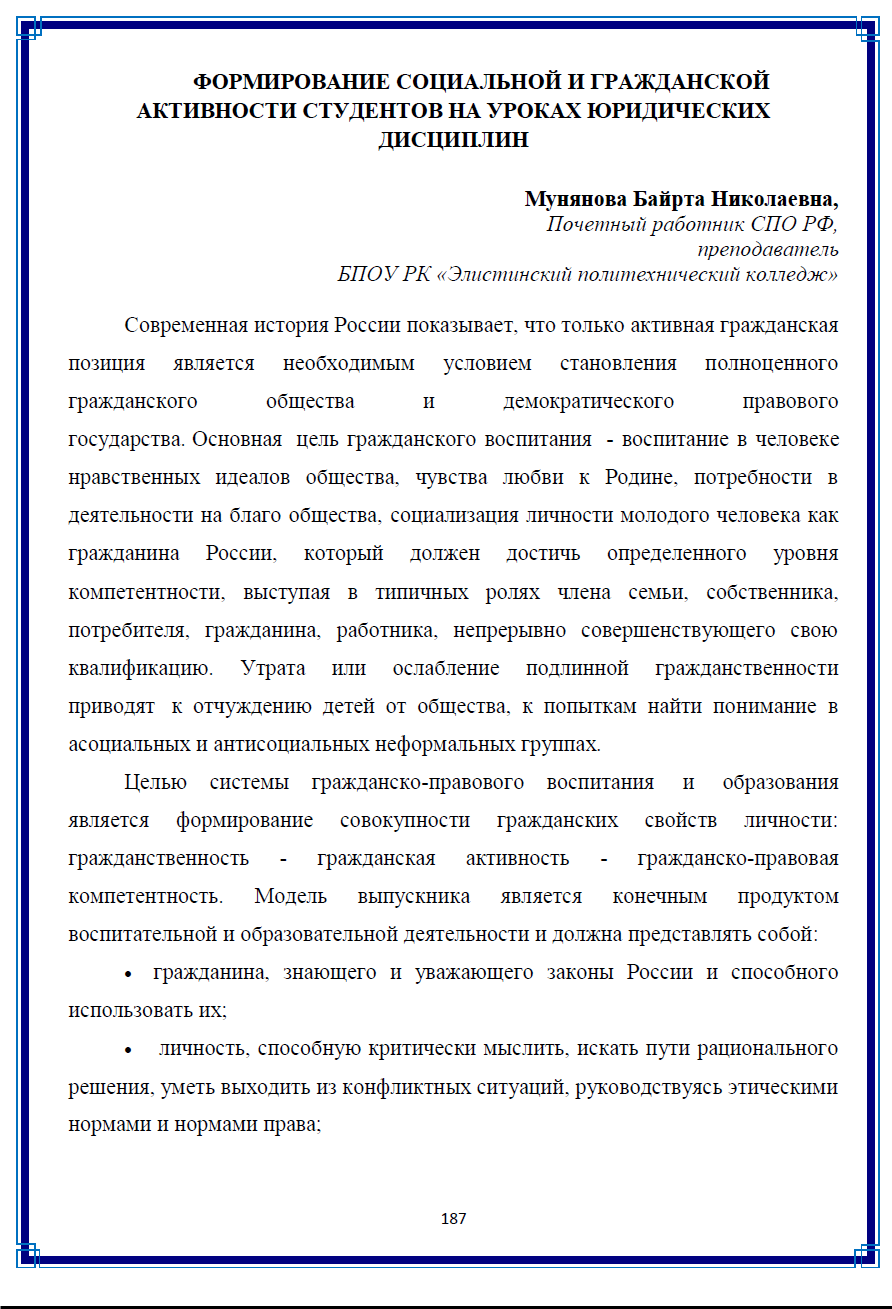 ФОРМИРОВАНИЕ СОЦИАЛЬНОЙ И ГРАЖДАНСКОЙ
АКТИВНОСТИ СТУДЕНТОВ НА УРОКАХ ЮРИДИЧЕСКИХ
ДИСЦИПЛИН
Мунянова Байрта Николаевна,
Почетный работник СПО РФ,
преподаватель
БПОУ РК «Элистинский политехнический колледж»
Современная история России показывает, что только активная гражданская
позиция является необходимым условием становления полноценного
гражданского общества и демократического правового
государства. Основная цель гражданского воспитания - воспитание в человеке
нравственных идеалов общества, чувства любви к Родине, потребности в
деятельности на благо общества, социализация личности молодого человека как
гражданина России, который должен достичь определенного уровня
компетентности, выступая в типичных ролях члена семьи, собственника,
потребителя, гражданина, работника, непрерывно совершенствующего свою
квалификацию. Утрата или ослабление подлинной гражданственности
приводят к отчуждению детей от общества, к попыткам найти понимание в
асоциальных и антисоциальных неформальных группах.
Целью системы гражданско-правового воспитания и образования
является формирование совокупности гражданских свойств личности:
гражданственность - гражданская активность - гражданско-правовая
компетентность. Модель выпускника является конечным продуктом
воспитательной и образовательной деятельности и должна представлять собой:
• гражданина, знающего и уважающего законы России и способного
использовать их;
• личность, способную критически мыслить, искать пути рационального
решения, уметь выходить из конфликтных ситуаций, руководствуясь этическими
нормами и нормами права;
187